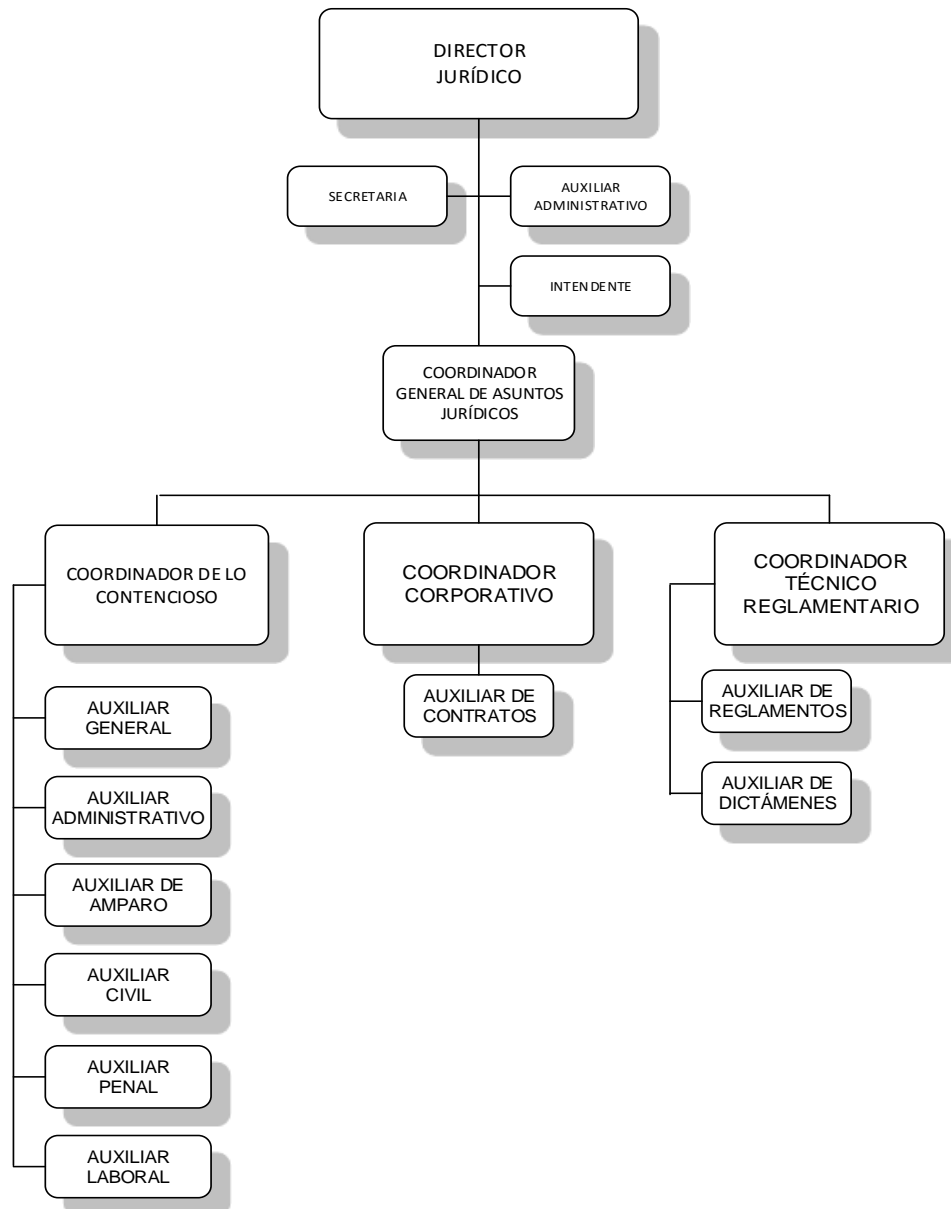 DIRECTOR
JURÍDICO
SECRETARIA
AUXILIAR
ADMINISTRATIVO
INTENDENTE
COORDINADOR
GENERAL DE ASUNTOS
JURÍDICOS
COORDINADOR DE LO
CONTENCIOSO
COORDINADOR
CORPORATIVO
COORDINADOR
TÉCNICO
REGLAMENTARIO
AUXILIAR
GENERAL
AUXILIAR
ADMINISTRATIVO
AUXILIAR DE
AMPARO
AUXILIAR
CIVIL
AUXILIAR
PENAL
AUXILIAR
LABORAL
AUXILIAR DE
CONTRATOS
AUXILIAR DE
REGLAMENTOS
AUXILIAR DE
DICTÁMENES